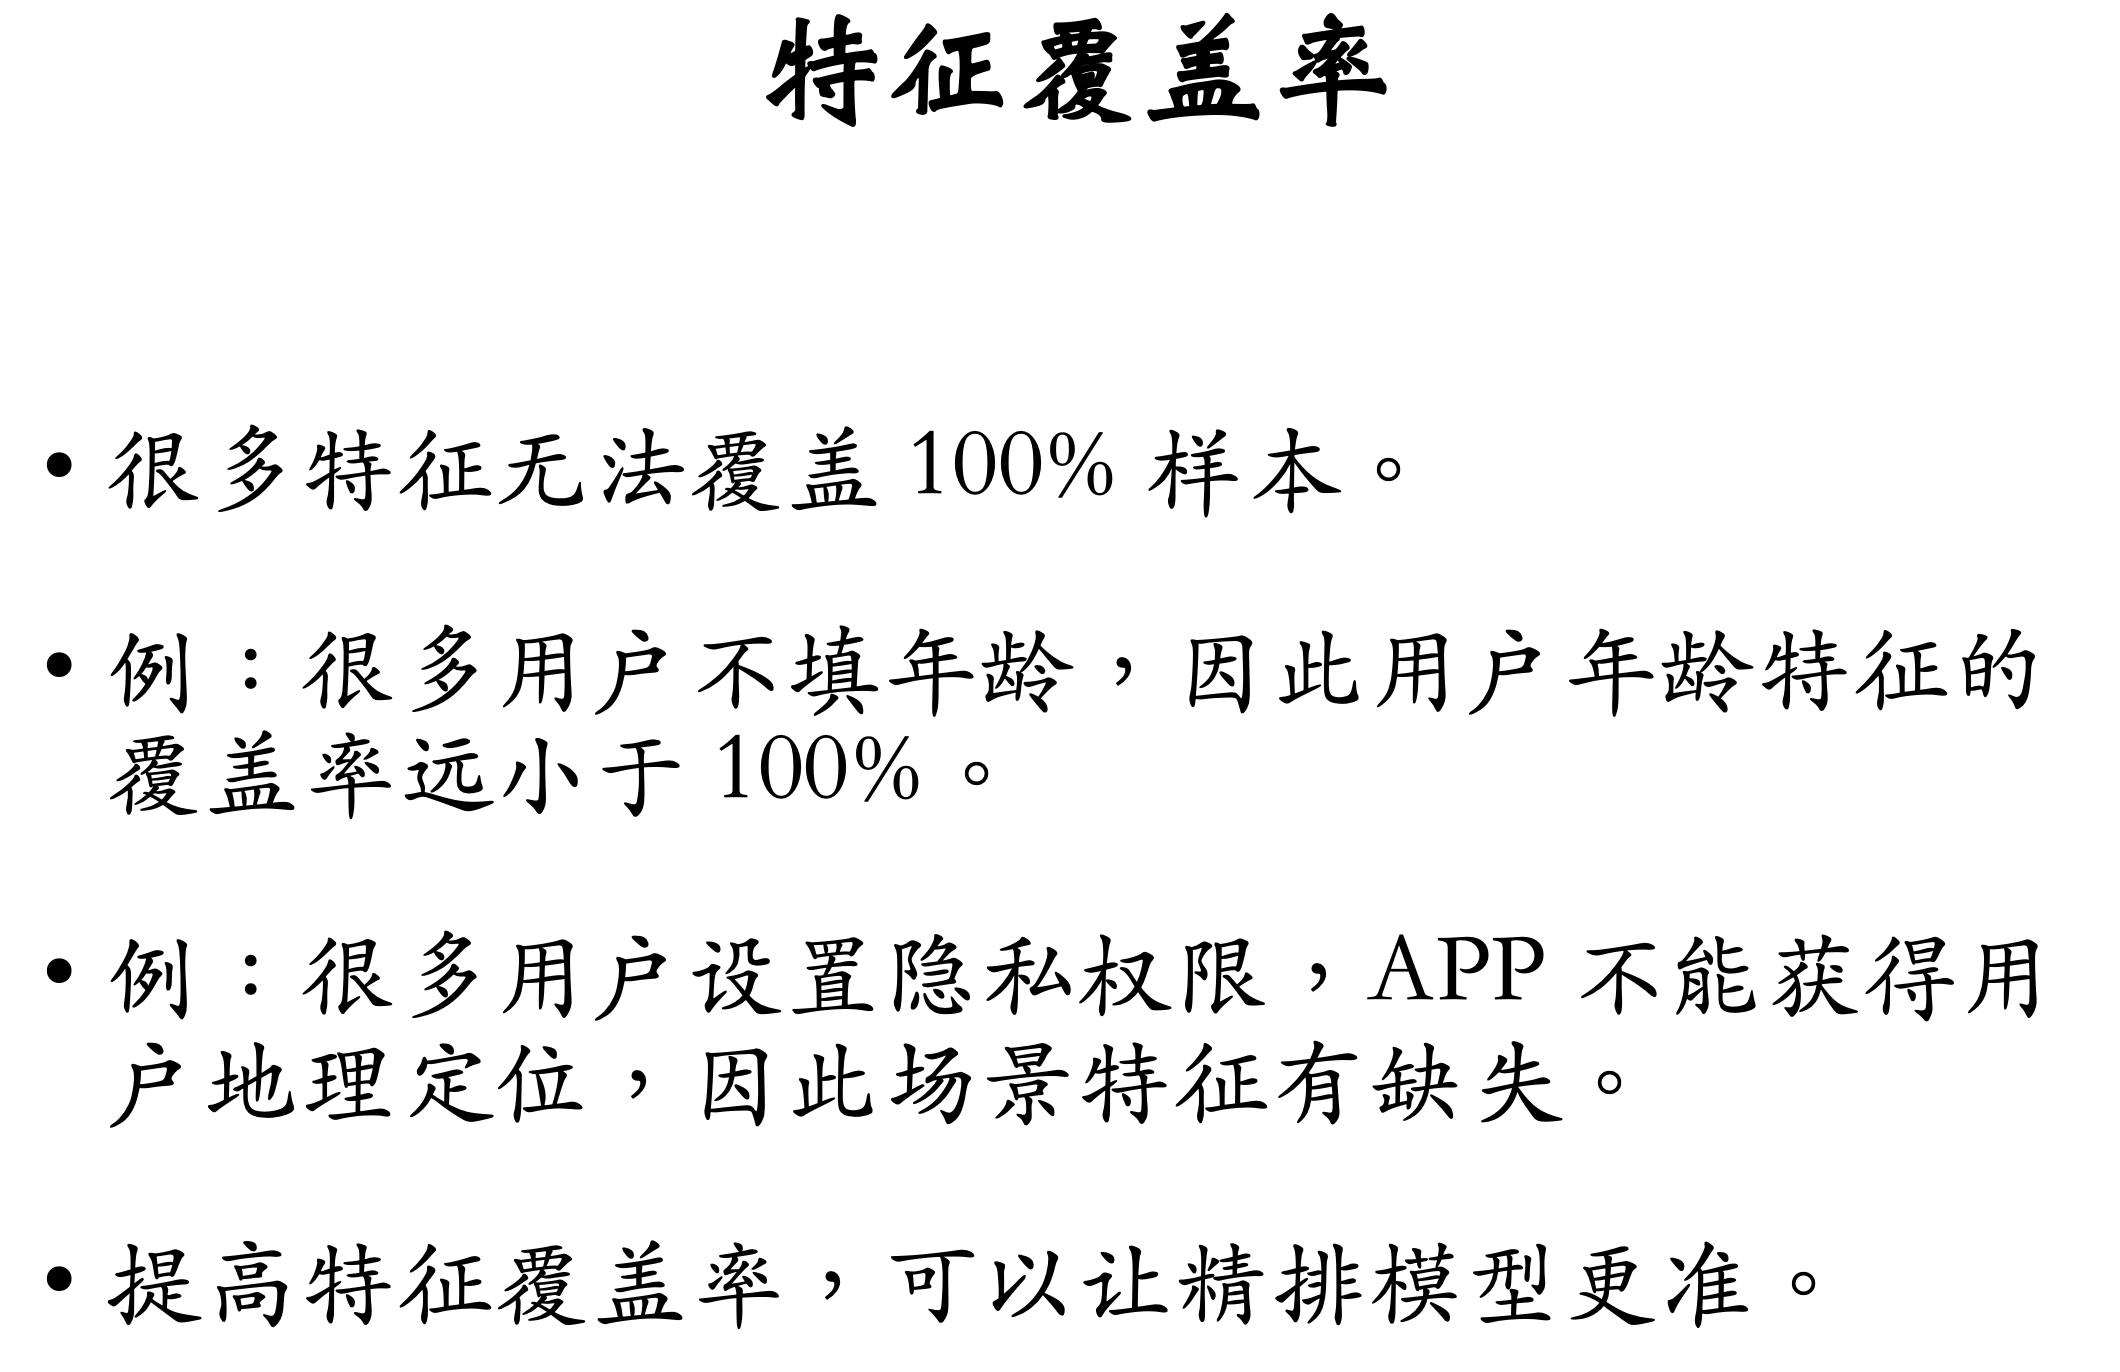 特征覆盖率
• 很多特征无法覆盖 100% 样本。
• 例：很多用户不填年龄，因此用户年龄特征的
覆盖率远小于 100%。
• 例：很多用户设置隐私权限，APP 不能获得用
户地理定位，因此场景特征有缺失。
• 提高特征覆盖率，可以让精排模型更准。